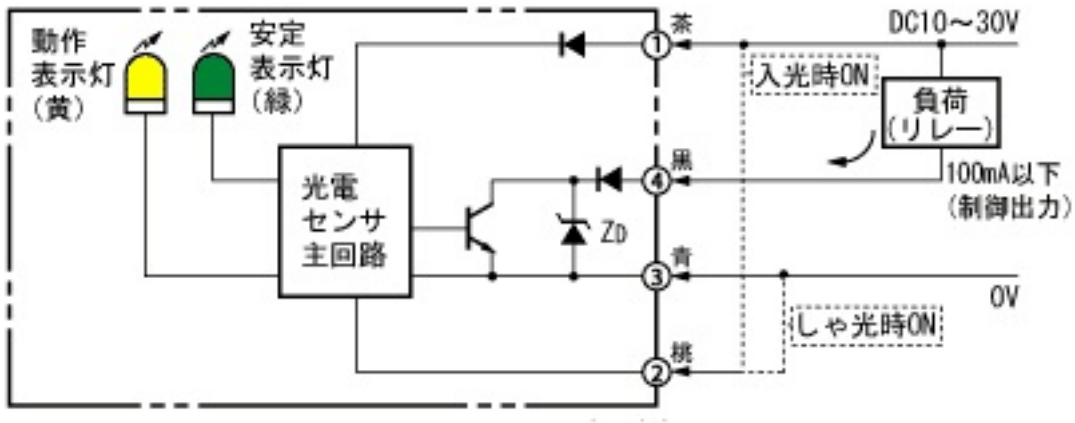 動作
表示灯
(黄)
安定
表示灯
(緑)
光電
センサ
主回路
ZD
①
茶
④
黒
③
青
②
桃
DC10～30V
入光時ON
負荷
(リレー)
100mA以下
(制御出力)
0V
しゃ光時ON